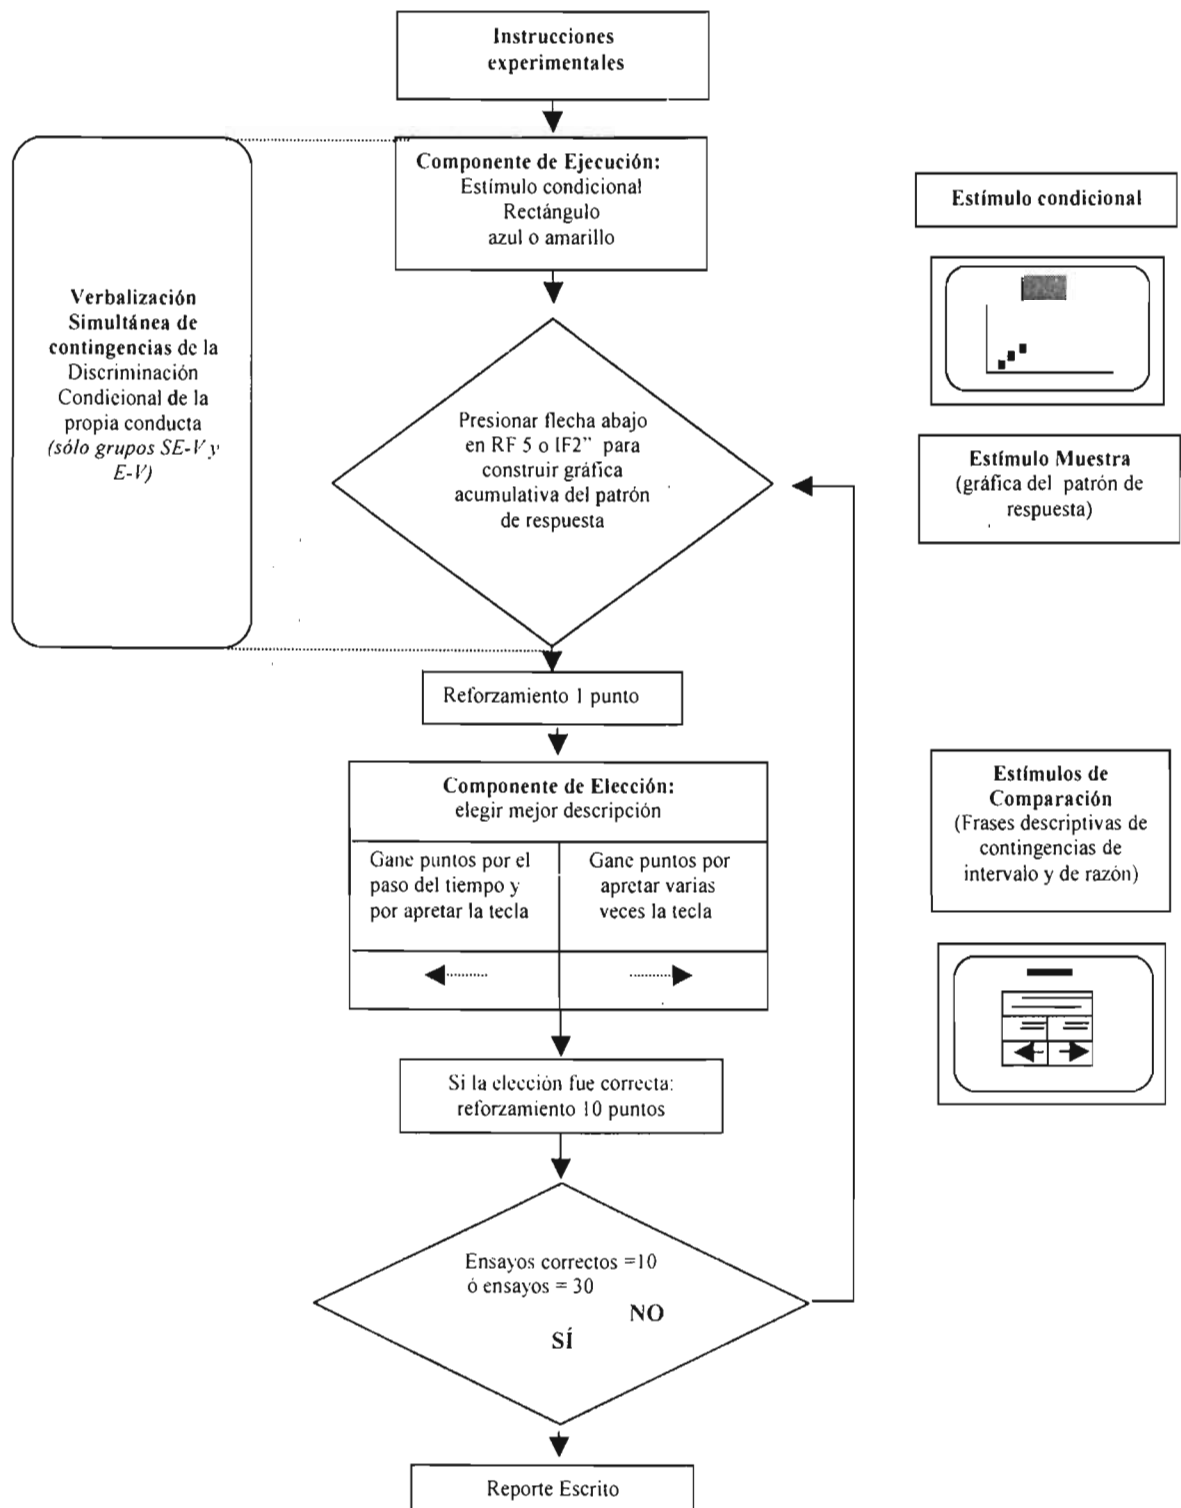 Instrucciones
experimentales
Componente de Ejecución:
Estímulo condicional
Rectángulo
azul o amarillo
Verbalización
Simultánea de
contingencias de la
Discriminación
Condicional de la
propia conducta
(sólo grupos SE-V y
E-V)
Presionar flecha abajo
en RF 5 o IF2" para
construir gráfica
acumulativa del patrón
de respuesta
Reforzamiento 1 punto
Componente de Elección:
elegir mejor descripción
Gane puntos por el
paso del tiempo y
por apretar la tecla
Gane puntos por
apretar varias
veces la tecla
Si la elección fue correcta:
reforzamiento 10 puntos
Ensayos correctos =10
ó ensayos = 30
NO
SÍ
Reporte Escrito
Estímulo condicional
Estímulo Muestra
(gráfica del patrón de
respuesta)
Estímulos de
Comparación
(Frases descriptivas de
contingencias de
intervalo y de razón)